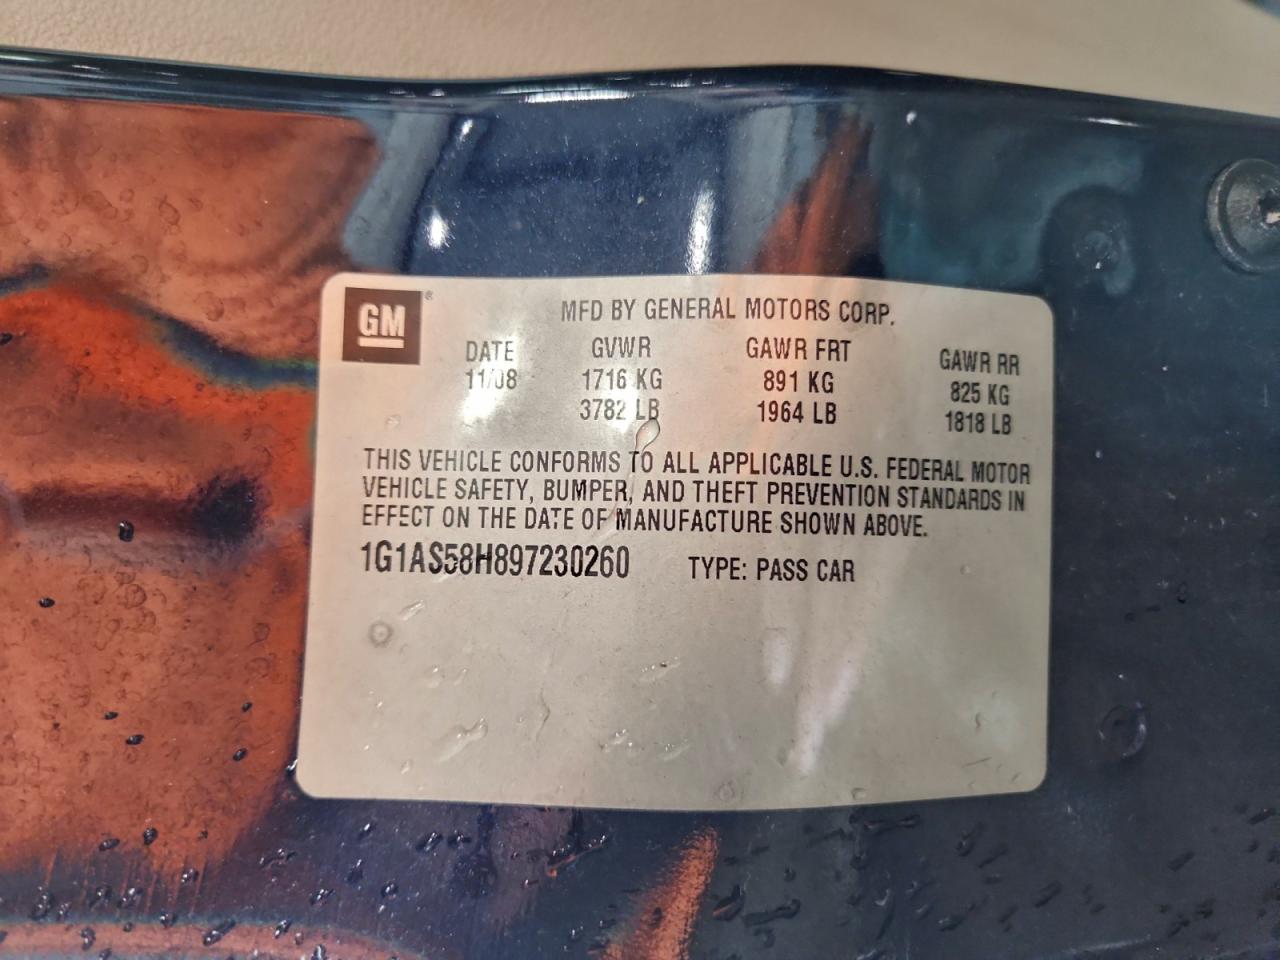 GM®
MFD BY GENERAL MOTORS CORP.
DATE GVWR GAWR FRT GAWR RR
11/08 1716 KG 891 KG 825 KG
3782 LB 1964 LB 1818 LB
THIS VEHICLE CONFORMS TO ALL APPLICABLE U.S. FEDERAL MOTOR
VEHICLE SAFETY, BUMPER, AND THEFT PREVENTION STANDARDS IN
EFFECT ON THE DATE OF MANUFACTURE SHOWN ABOVE.
1G1AS58H897230260 TYPE: PASS CAR